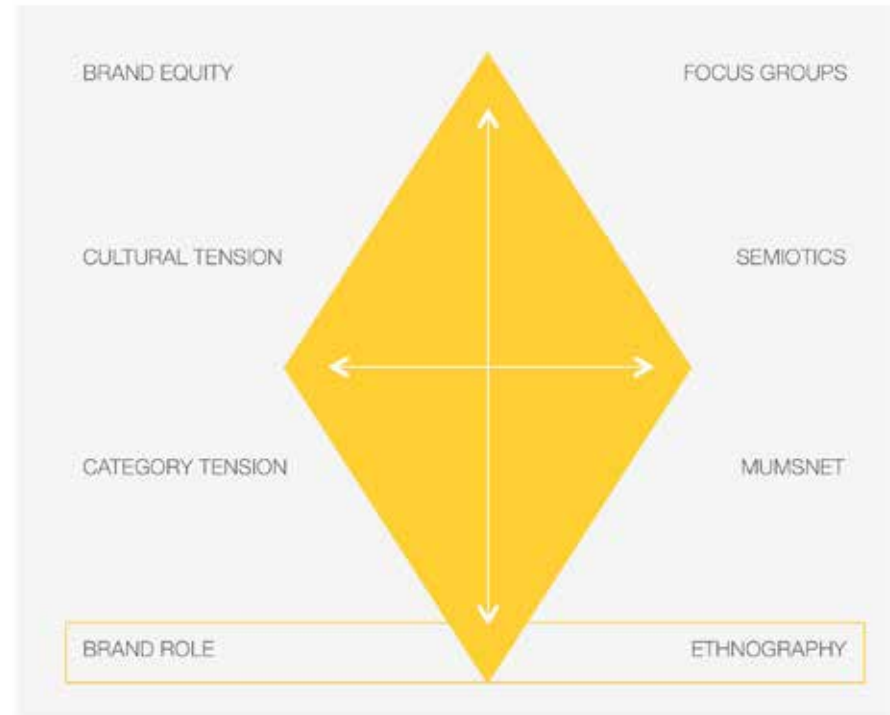 BRAND EQUITY
FOCUS GROUPS
CULTURAL TENSION
SEMIOTICS
CATEGORY TENSION
MUMSNET
BRAND ROLE
ETHNOGRAPHY